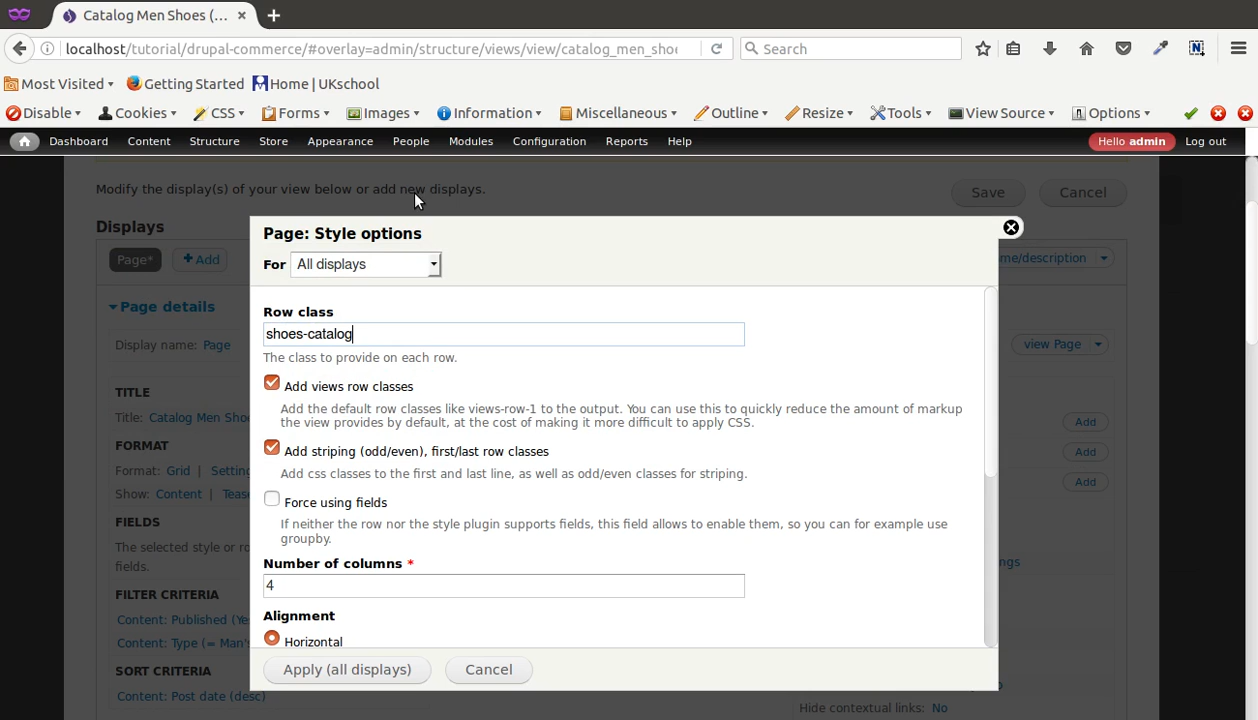 Catalog Men Shoes (...
localhost/tutorial/drupal-commerce/#overlay=admin/structure/views/view/catalog_men_shoe
Search
Most Visited
Getting Started
Home | UKschool
Disable
Cookies
CSS
Forms
Images
Information
Miscellaneous
Outline
Resize
Tools
View Source
Options
Dashboard
Content
Structure
Store
Appearance
People
Modules
Configuration
Reports
Help
Hello admin
Log out
Modify the display(s) of your view below or add new displays.
Save
Cancel
Displays
Page*
+ Add
me/description
Page: Style options
For All displays
Page details
Display name: Page
view Page
Row class
shoes-catalog
The class to provide on each row.
Add views row classes
Add the default row classes like views-row-1 to the output. You can use this to quickly reduce the amount of markup
the view provides by default, at the cost of making it more difficult to apply CSS.
Add striping (odd/even), first/last row classes
Add css classes to the first and last line, as well as odd/even classes for striping.
Force using fields
If neither the row nor the style plugin supports fields, this field allows to enable them, so you can for example use
groupby.
Number of columns *
4
Alignment
Horizontal
Apply (all displays)
Cancel
TITLE
Title: Catalog Men Shoe
FORMAT
Format: Grid | Setting
Show: Content | Tease
FIELDS
The selected style or ro
fields.
FILTER CRITERIA
Content: Published (Ye
Content: Type (= Man's
SORT CRITERIA
Content: Post date (desc)
Add
Add
Add
ngs
Hide contextual links: No